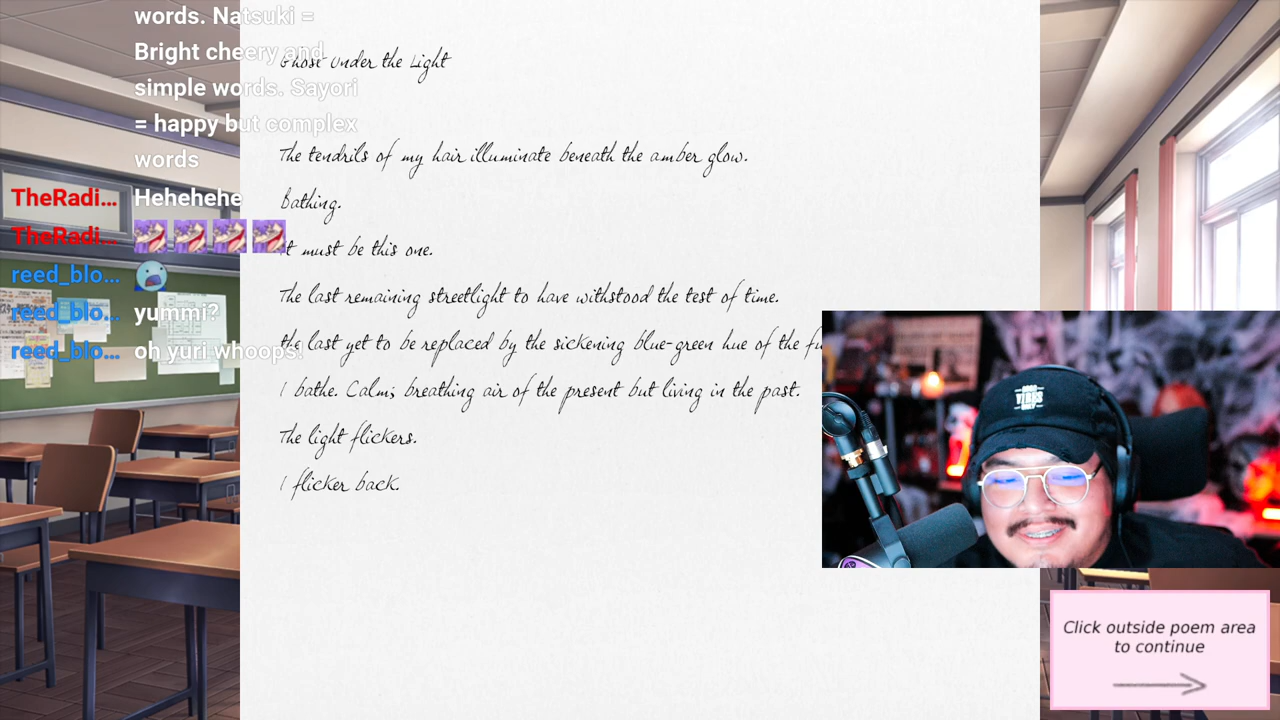 words. Natsuki =
Bright cheery and
simple words. Sayori
= happy but complex
words
TheRadi... Hehehehe
TheRadi...
reed_blo...
reed_blo... yummi?
reed_blo... oh yuri whoops!
Ghost Under the Light
The tendrils of my hair illuminate beneath the amber glow.
Bathing.
It must be this one.
The last remaining streetlight to have withstood the test of time.
the last yet to be replaced by the sickening blue-green hue of the
I bathe. Calm; breathing air of the present but living in the past.
The light flickers.
I flicker back.
GOOD
VIBES
ONLY
Click outside poem area
to continue